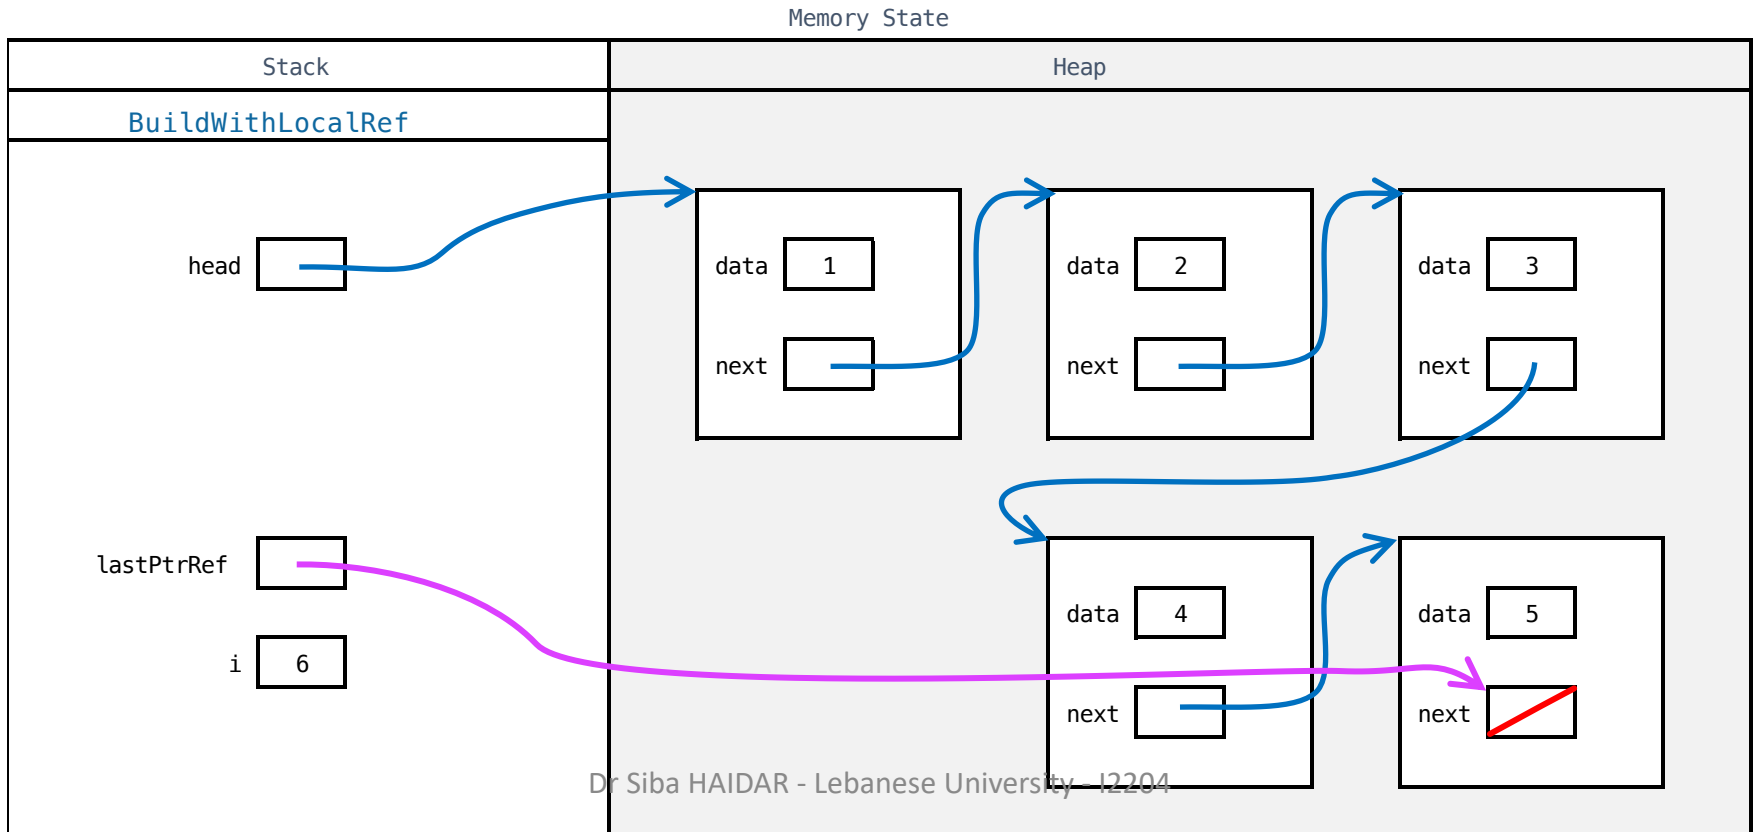 Memory State
Stack Heap
BuildWithLocalRef
head data 1 data 2 data 3
next next next
lastPtrRef
data 4 data 5
i 6
next next
Dr Siba HAIDAR - Lebanese University - I2204